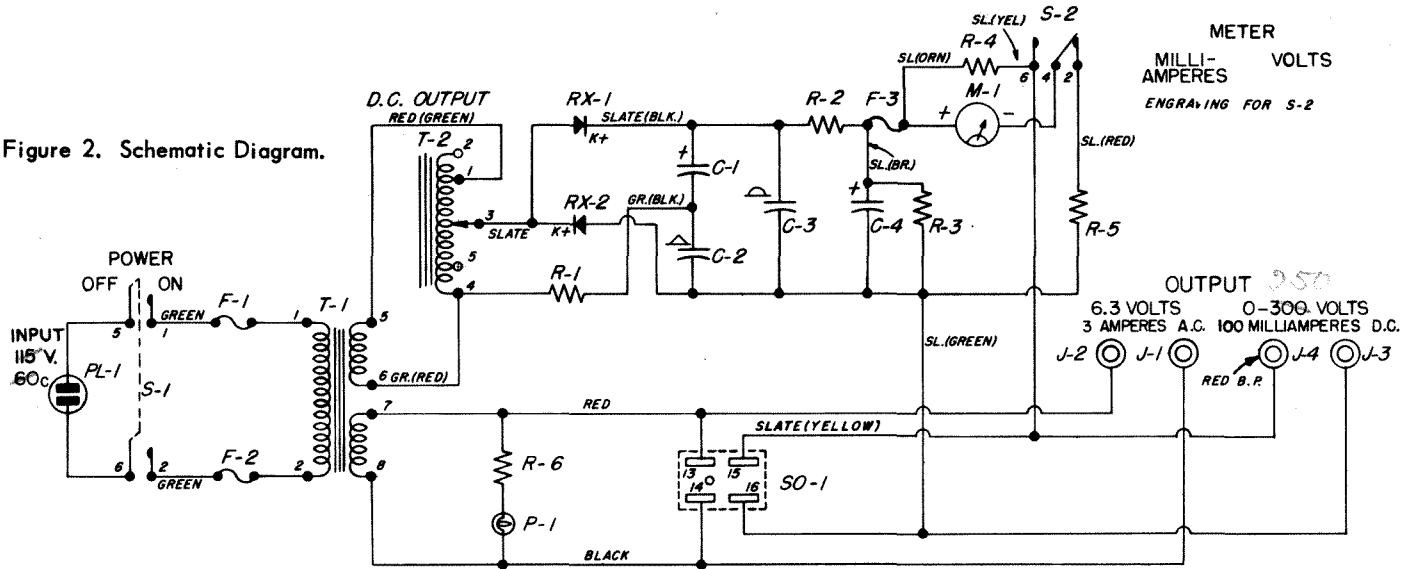 SL.(YEL)
S-2
METER
R-4
MILLI-AMPERES VOLTS
SL(ORN)
6 4 2
ENGRAVING FOR S-2
D.C. OUTPUT
RED (GREEN)
RX-1
SLATE(BLK.)
K+
R-2
F-3
+ M-1 -
Figure 2. Schematic Diagram.
T-2
2
1
SL.(RED)
+
C-1
SL.(BR.)
RX-2
GR.(BLK.)
3
SLATE
K+
C-3
+
C-4
R-3
R-5
C-2
5
4
R-1
POWER
OFF ON
OUTPUT 250
6.3 VOLTS
3 AMPERES A.C.
0-300 VOLTS
100 MILLIAMPERES D.C.
F-1
T-1
GREEN
5 1
1
5
INPUT
115 V.
60c
PL-1
S-1
SL.(GREEN)
J-2 J-1 J-4 J-3
RED B.P.
6 GR.(RED)
7
RED
SLATE(YELLOW)
F-2
6 2
GREEN
2
8
R-6
13 15
14 16
SO-1
P-1
BLACK